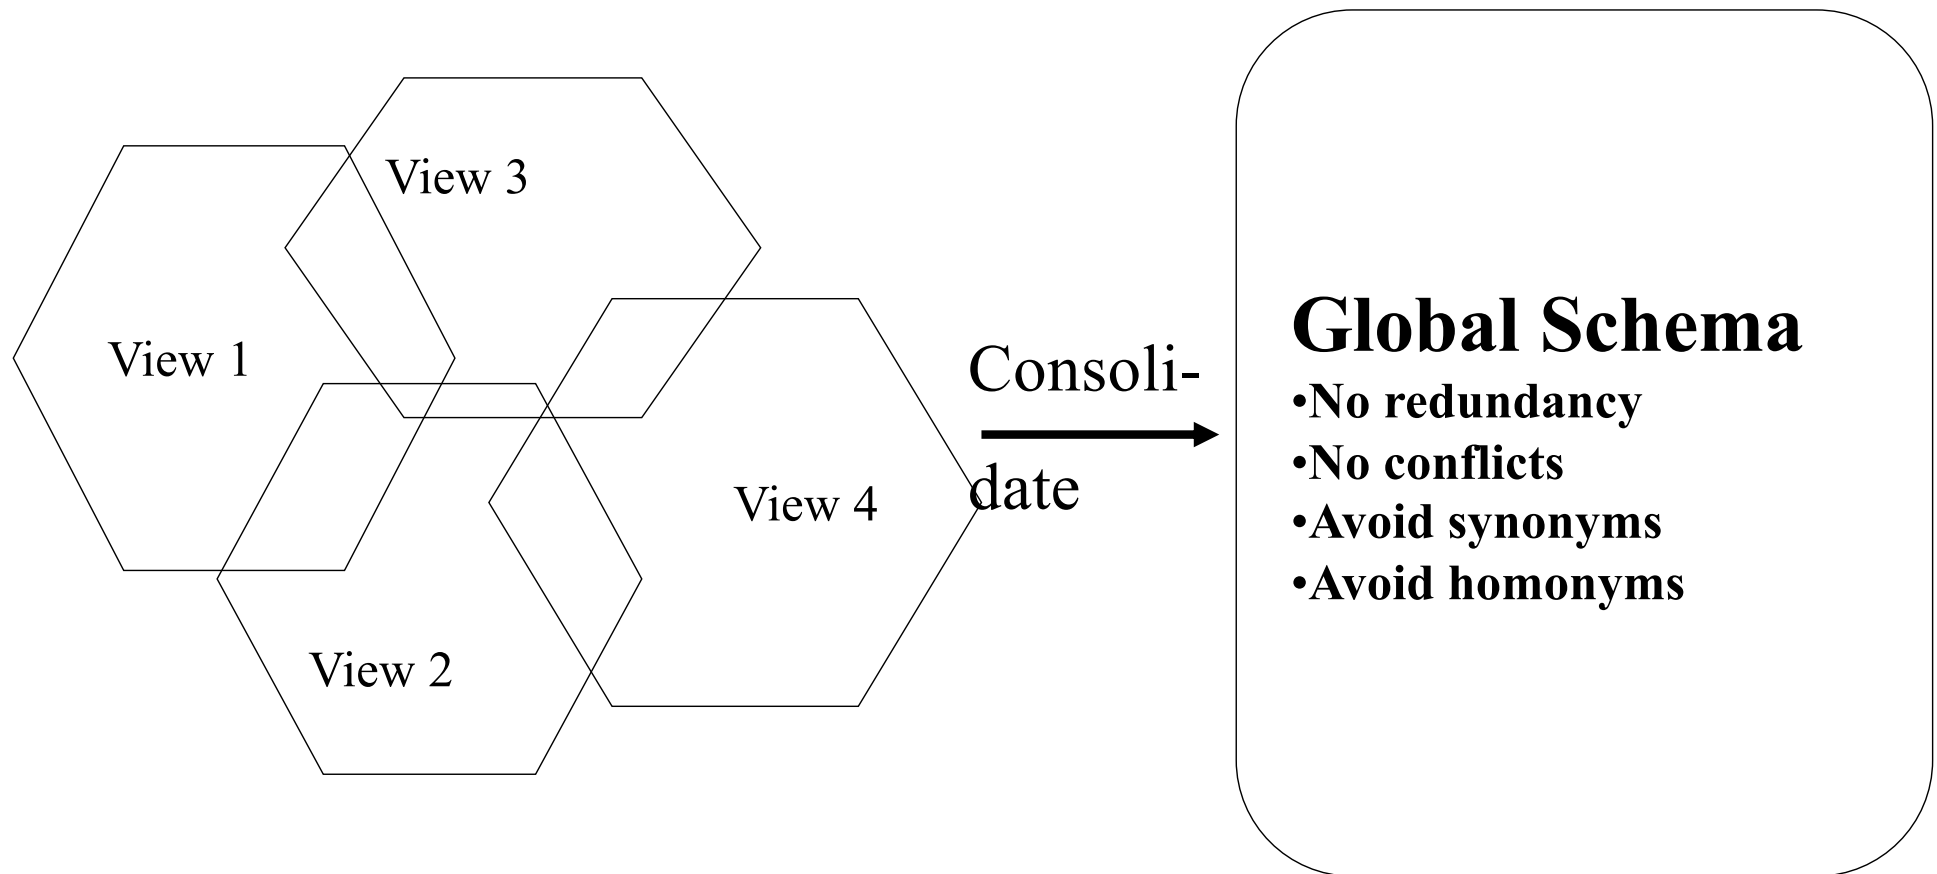 View 3
View 1
View 4
View 2
Consoli-
date
Global Schema
•No redundancy
•No conflicts
•Avoid synonyms
•Avoid homonyms